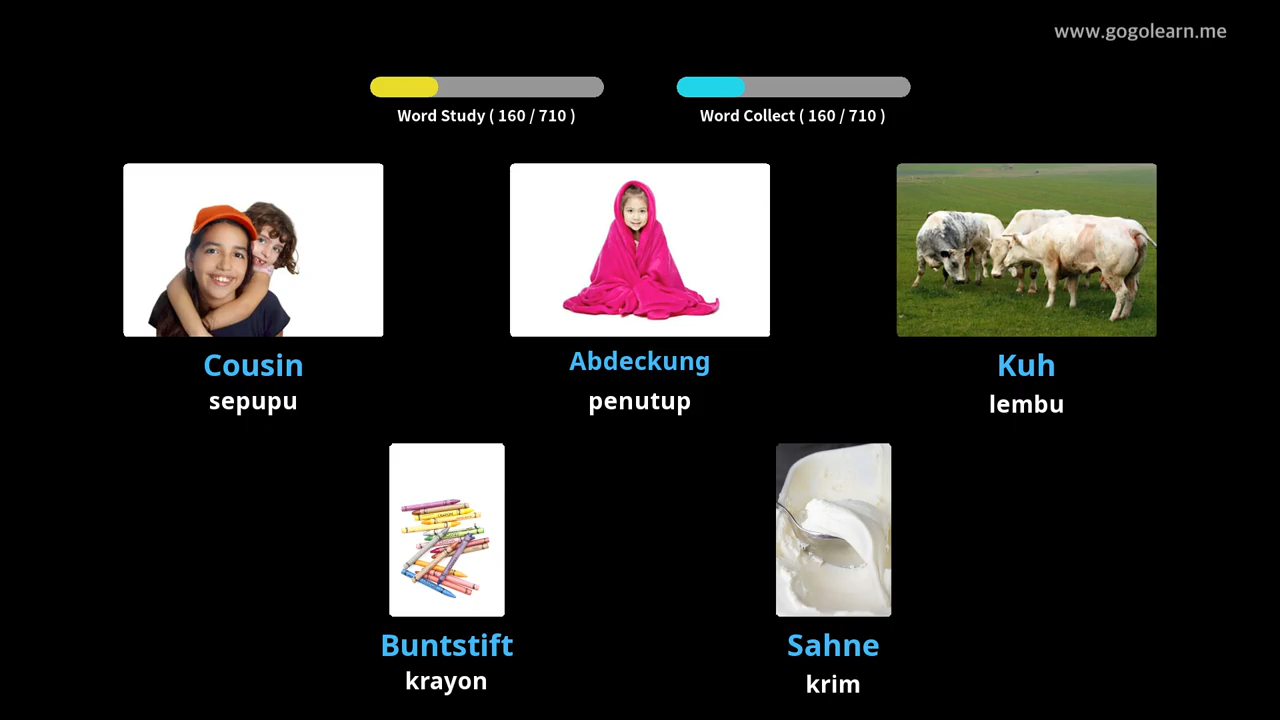 www.gogolearn.me
Word Study ( 160 / 710 )
Word Collect ( 160 / 710 )
Cousin
sepupu
Abdeckung
penutup
Kuh
lembu
Buntstift
krayon
Sahne
krim